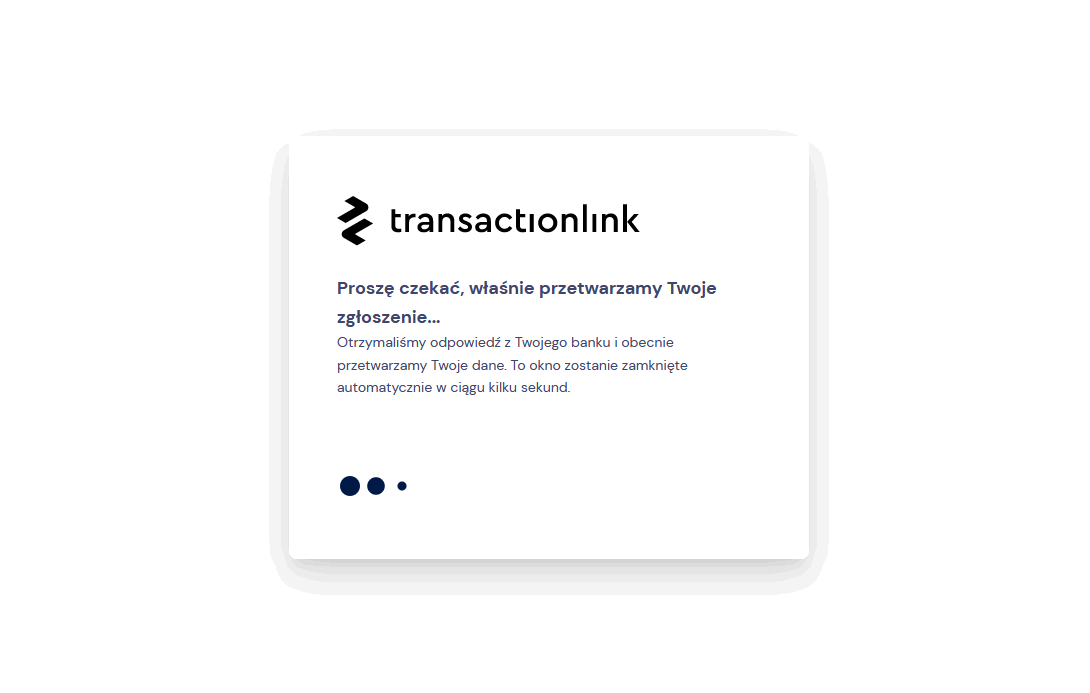 transactionlink
Proszę czekać, właśnie przetwarzamy Twoje
zgłoszenie...
Otrzymaliśmy odpowiedź z Twojego banku i obecnie
przetwarzamy Twoje dane. To okno zostanie zamknięte
automatycznie w ciągu kilku sekund.